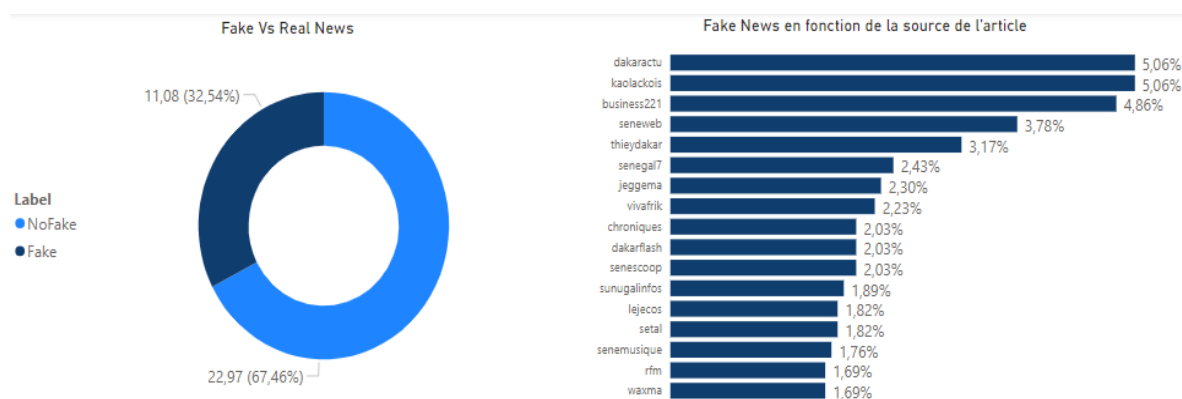 Fake Vs Real News
11,08 (32,54%)
Label
NoFake
Fake
22,97 (67,46%)
Fake News en fonction de la source de l'article
dakaractu 5,06%
kaolackois 5,06%
business221 4,86%
seneweb 3,78%
thieydakar 3,17%
senegal7 2,43%
jeggema 2,30%
vivafrik 2,23%
chroniques 2,03%
dakarflash 2,03%
senescoop 2,03%
sunugalinfos 1,89%
lejecos 1,82%
setal 1,82%
senemusique 1,76%
rfm 1,69%
waxma 1,69%